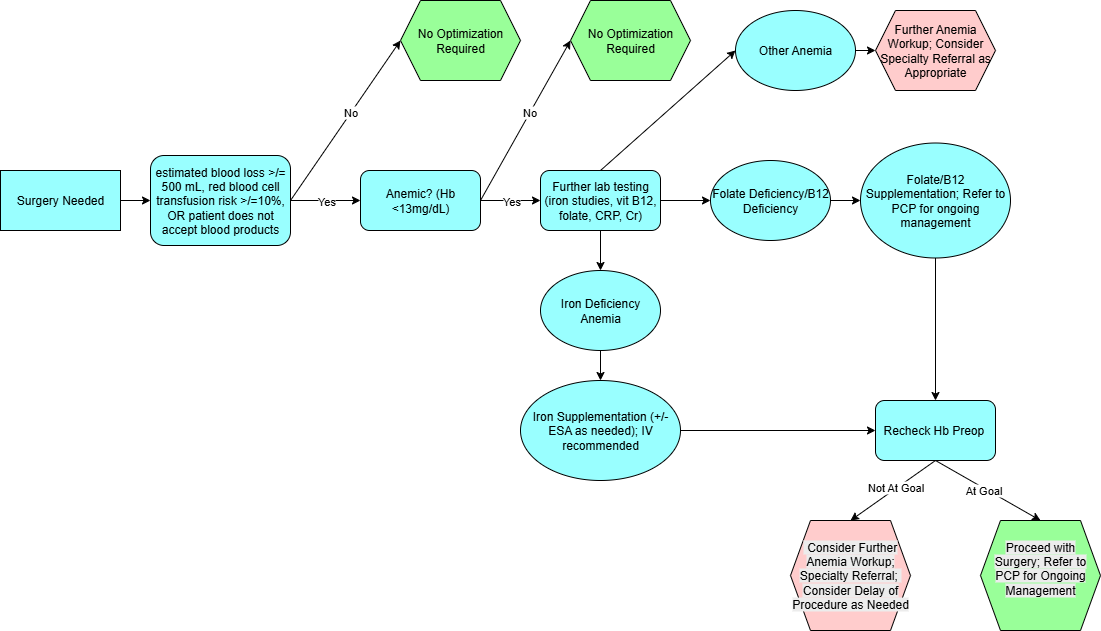 No Optimization
Required
No Optimization
Required
Other Anemia
Further Anemia
Workup; Consider
Specialty Referral as
Appropriate
No
No
Surgery Needed
estimated blood loss >/=
500 mL, red blood cell
transfusion risk >/=10%,
OR patient does not
accept blood products
Yes
Anemic? (Hb
<13mg/dL)
Yes
Further lab testing
(iron studies, vit B12,
folate, CRP, Cr)
Folate Deficiency/B12
Deficiency
Folate/B12
Supplementation; Refer to
PCP for ongoing
management
Iron Deficiency
Anemia
Iron Supplementation (+/-
ESA as needed); IV
recommended
Recheck Hb Preop
Not At Goal
At Goal
Consider Further
Anemia Workup;
Specialty Referral;
Consider Delay of
Procedure as Needed
Proceed with
Surgery; Refer to
PCP for Ongoing
Management